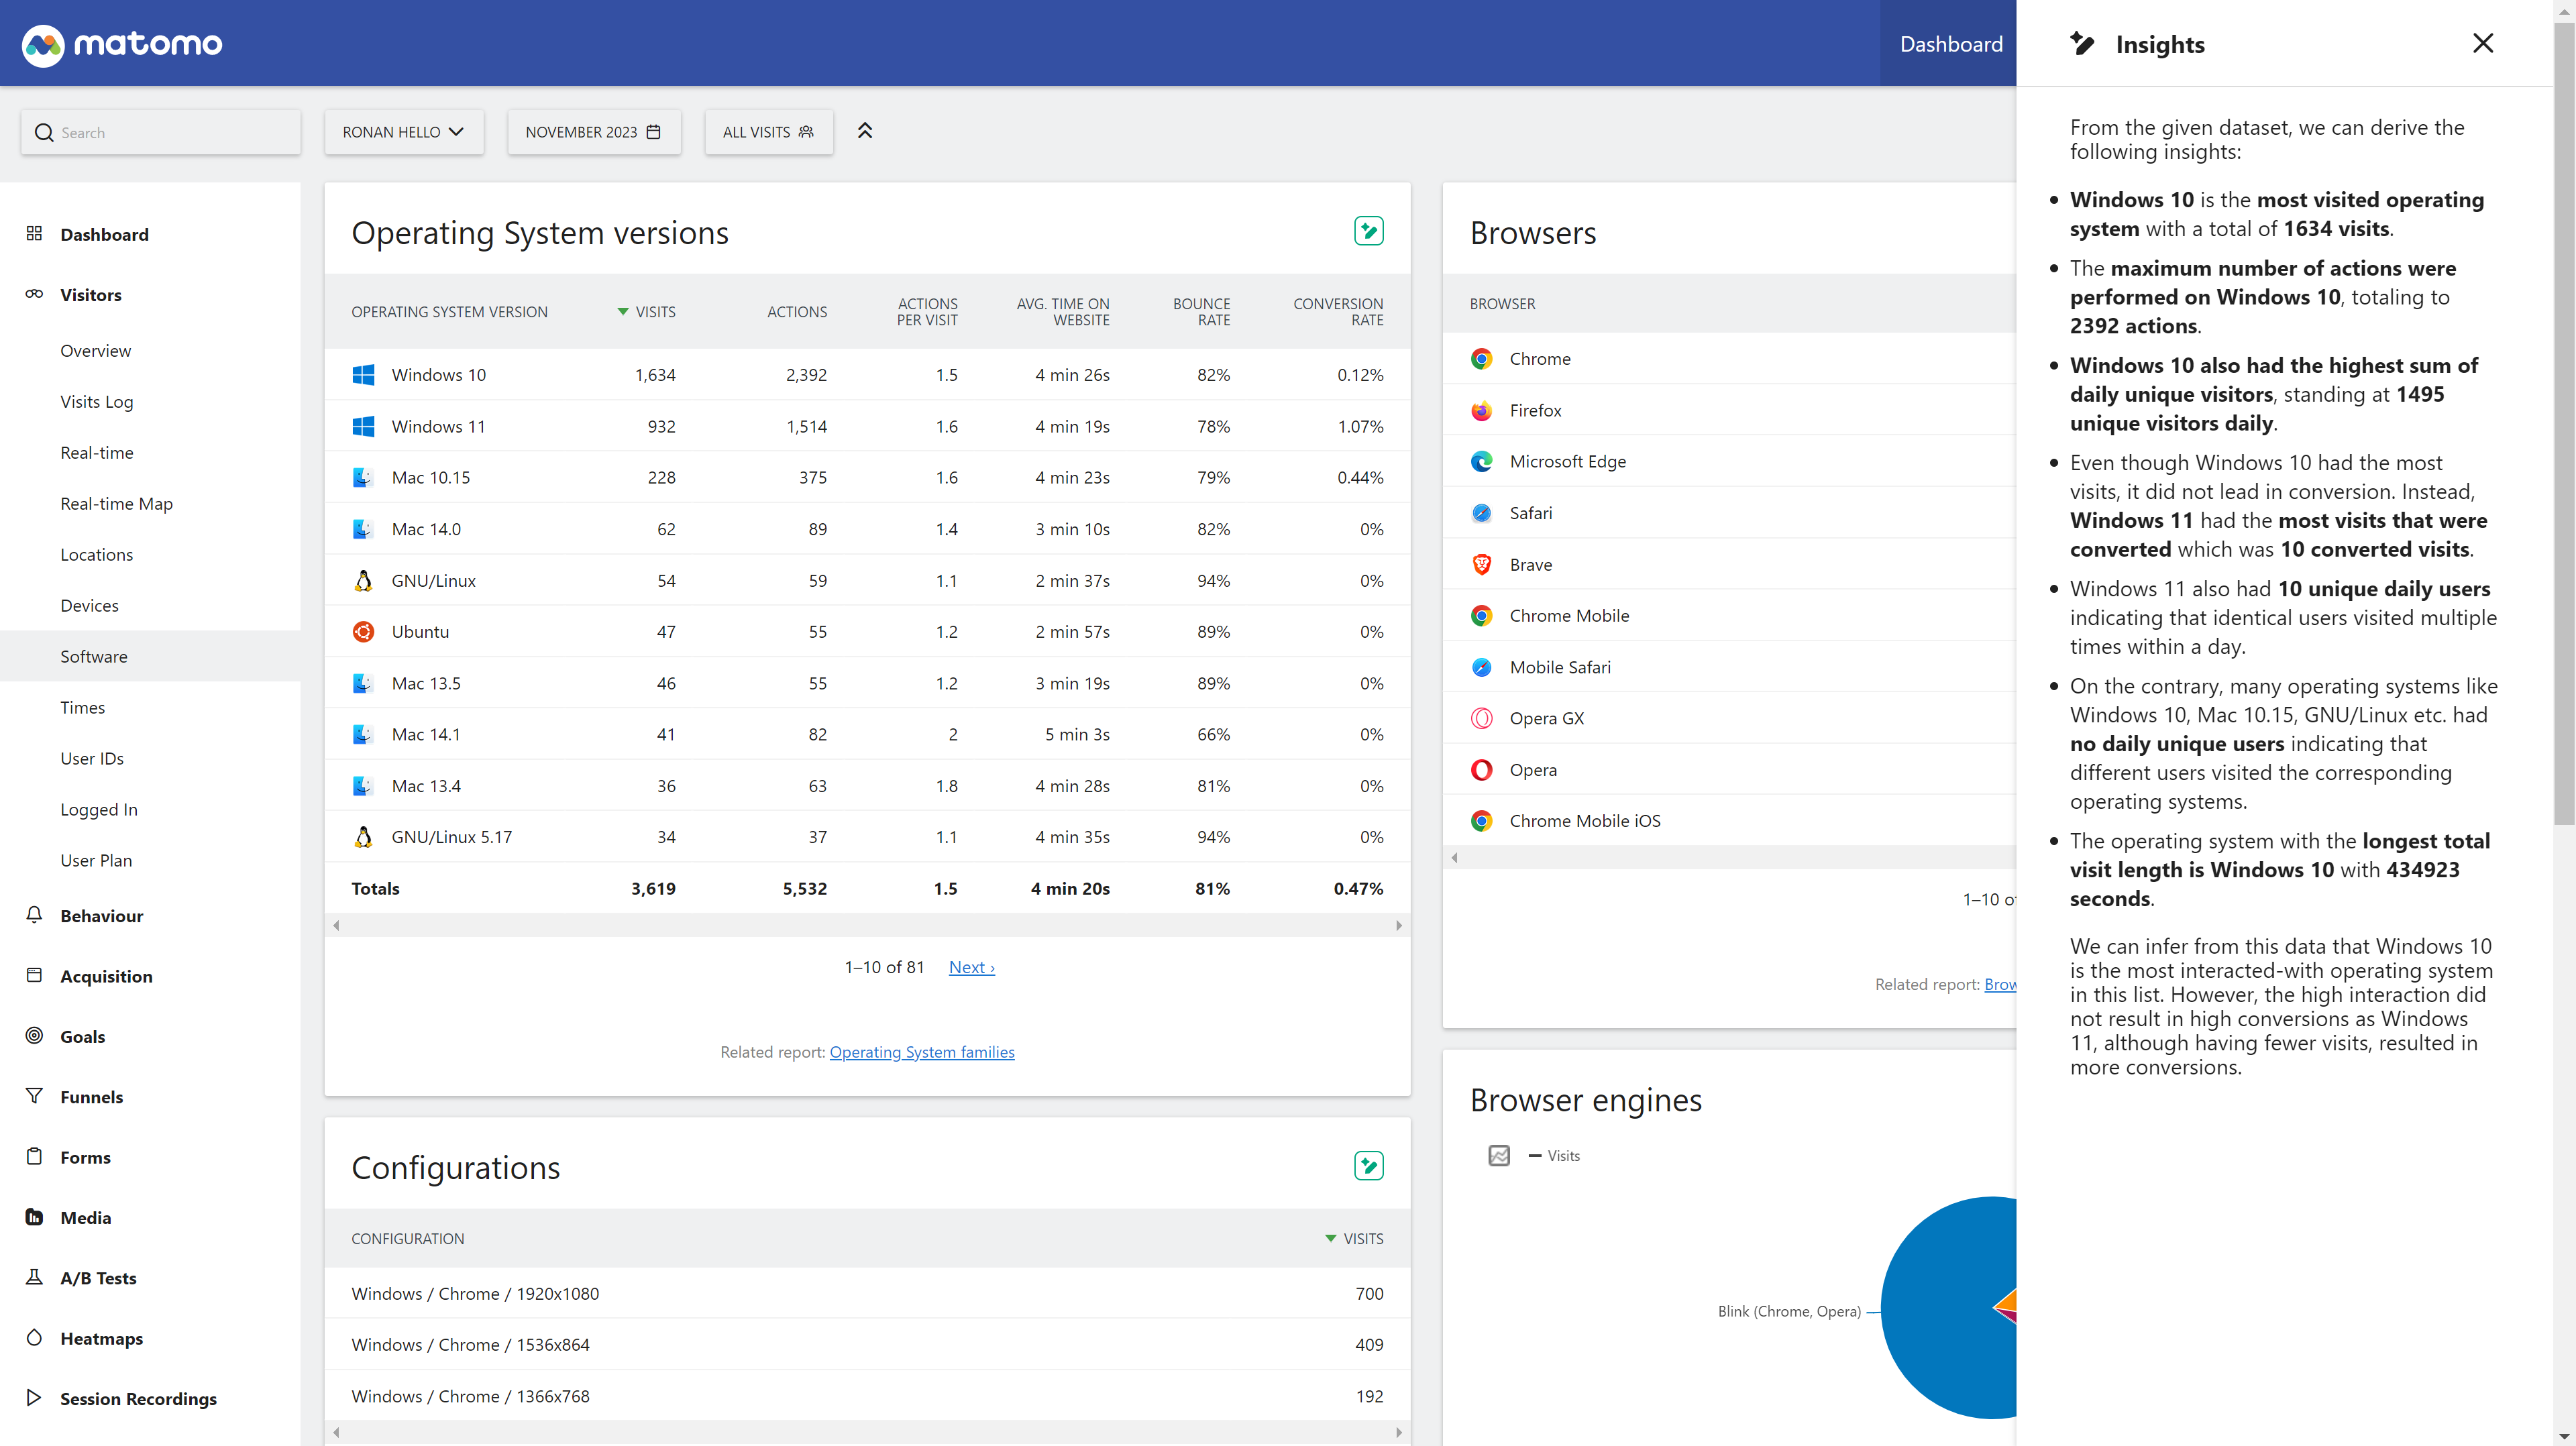 matomo
Dashboard
Search
RONAN HELLO
NOVEMBER 2023
ALL VISITS
Dashboard
Visitors
Overview
Visits Log
Real-time
Real-time Map
Locations
Devices
Software
Times
User IDs
Logged In
User Plan
Behaviour
Acquisition
Goals
Funnels
Forms
Media
A/B Tests
Heatmaps
Session Recordings
Operating System versions
OPERATING SYSTEM VERSION VISITS ACTIONS ACTIONS PER VISIT AVG. TIME ON WEBSITE BOUNCE RATE CONVERSION RATE
Windows 10 1,634 2,392 1.5 4 min 26s 82% 0.12%
Windows 11 932 1,514 1.6 4 min 19s 78% 1.07%
Mac 10.15 228 375 1.6 4 min 23s 79% 0.44%
Mac 14.0 62 89 1.4 3 min 10s 82% 0%
GNU/Linux 54 59 1.1 2 min 37s 94% 0%
Ubuntu 47 55 1.2 2 min 57s 89% 0%
Mac 13.5 46 55 1.2 3 min 19s 89% 0%
Mac 14.1 41 82 2 5 min 3s 66% 0%
Mac 13.4 36 63 1.8 4 min 28s 81% 0%
GNU/Linux 5.17 34 37 1.1 4 min 35s 94% 0%
Totals 3,619 5,532 1.5 4 min 20s 81% 0.47%
1–10 of 81 Next ›
Related report: Operating System families
Configurations
CONFIGURATION VISITS
Windows / Chrome / 1920x1080 700
Windows / Chrome / 1536x864 409
Windows / Chrome / 1366x768 192
Browsers
BROWSER
Chrome
Firefox
Microsoft Edge
Safari
Brave
Chrome Mobile
Mobile Safari
Opera GX
Opera
Chrome Mobile iOS
1–10 o
Related report: Brow
Browser engines
Visits
Blink (Chrome, Opera)
Insights
From the given dataset, we can derive the
following insights:
• Windows 10 is the most visited operating
system with a total of 1634 visits.
• The maximum number of actions were
performed on Windows 10, totaling to
2392 actions.
• Windows 10 also had the highest sum of
daily unique visitors, standing at 1495
unique visitors daily.
• Even though Windows 10 had the most
visits, it did not lead in conversion. Instead,
Windows 11 had the most visits that were
converted which was 10 converted visits.
• Windows 11 also had 10 unique daily users
indicating that identical users visited multiple
times within a day.
• On the contrary, many operating systems like
Windows 10, Mac 10.15, GNU/Linux etc. had
no daily unique users indicating that
different users visited the corresponding
operating systems.
• The operating system with the longest total
visit length is Windows 10 with 434923
seconds.
We can infer from this data that Windows 10
is the most interacted-with operating system
in this list. However, the high interaction did
not result in high conversions as Windows
11, although having fewer visits, resulted in
more conversions.